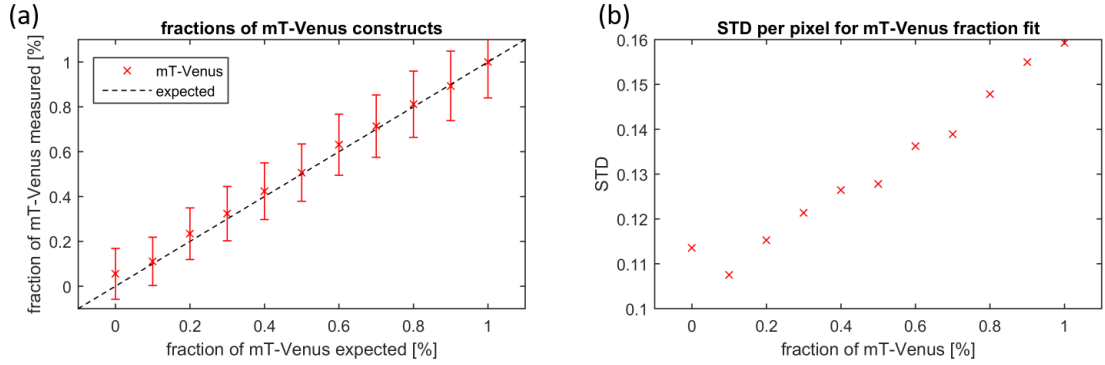 (a)
fractions of mT-Venus constructs
fraction of mT-Venus measured [%]
1
0.8
0.6
0.4
0.2
0
mT-Venus
expected
0 0.2 0.4 0.6 0.8 1
fraction of mT-Venus expected [%]
(b)
STD per pixel for mT-Venus fraction fit
STD
0.16
0.15
0.14
0.13
0.12
0.11
0.1
0 0.2 0.4 0.6 0.8 1
fraction of mT-Venus [%]